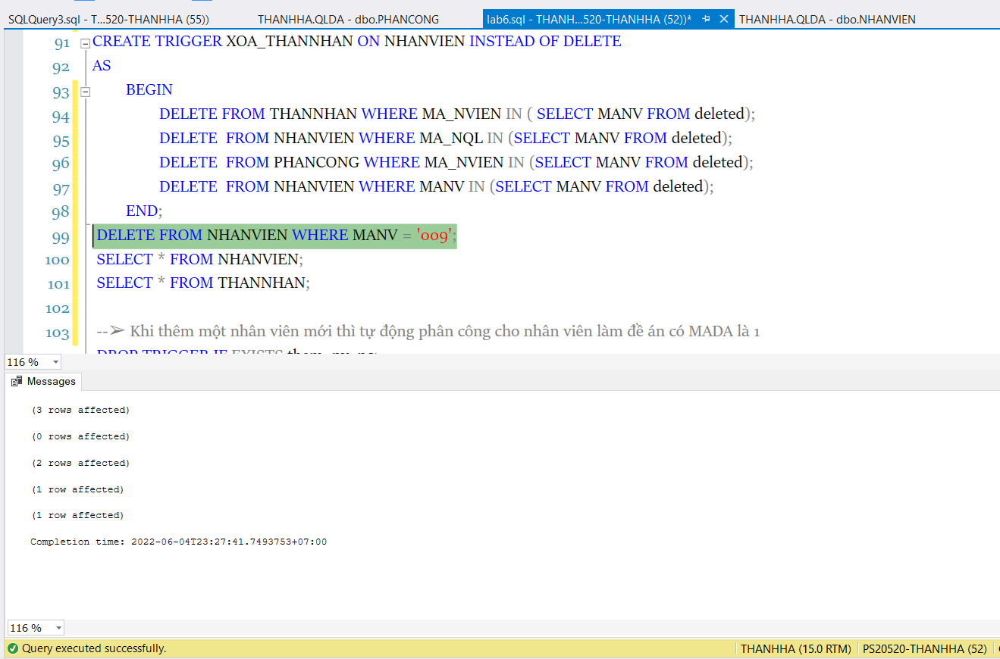 SQLQuery3.sql - T...520-THANHHA (55)) THANHHA.QLDA - dbo.PHANCONG lab6.sql - THANH...520-THANHHA (52))* THANHHA.QLDA - dbo.NHANVIEN
91 CREATE TRIGGER XOA_THANNHAN ON NHANVIEN INSTEAD OF DELETE
92 AS
93 BEGIN
94 DELETE FROM THANNHAN WHERE MA_NVIEN IN ( SELECT MANV FROM deleted);
95 DELETE  FROM NHANVIEN WHERE MA_NQL IN (SELECT MANV FROM deleted);
96 DELETE  FROM PHANCONG WHERE MA_NVIEN IN (SELECT MANV FROM deleted);
97 DELETE  FROM NHANVIEN WHERE MANV IN (SELECT MANV FROM deleted);
98 END;
99 DELETE FROM NHANVIEN WHERE MANV = '009';
100 SELECT * FROM NHANVIEN;
101 SELECT * FROM THANNHAN;
102
103 --➢ Khi thêm một nhân viên mới thì tự động phân công cho nhân viên làm đề án có MADA là 1
DROP TRIGGER IF EXISTS
116 %
Messages
(3 rows affected)
(0 rows affected)
(2 rows affected)
(1 row affected)
(1 row affected)
Completion time: 2022-06-04T23:27:41.7493753+07:00
116 %
Query executed successfully. THANHHA (15.0 RTM) PS20520-THANHHA (52)